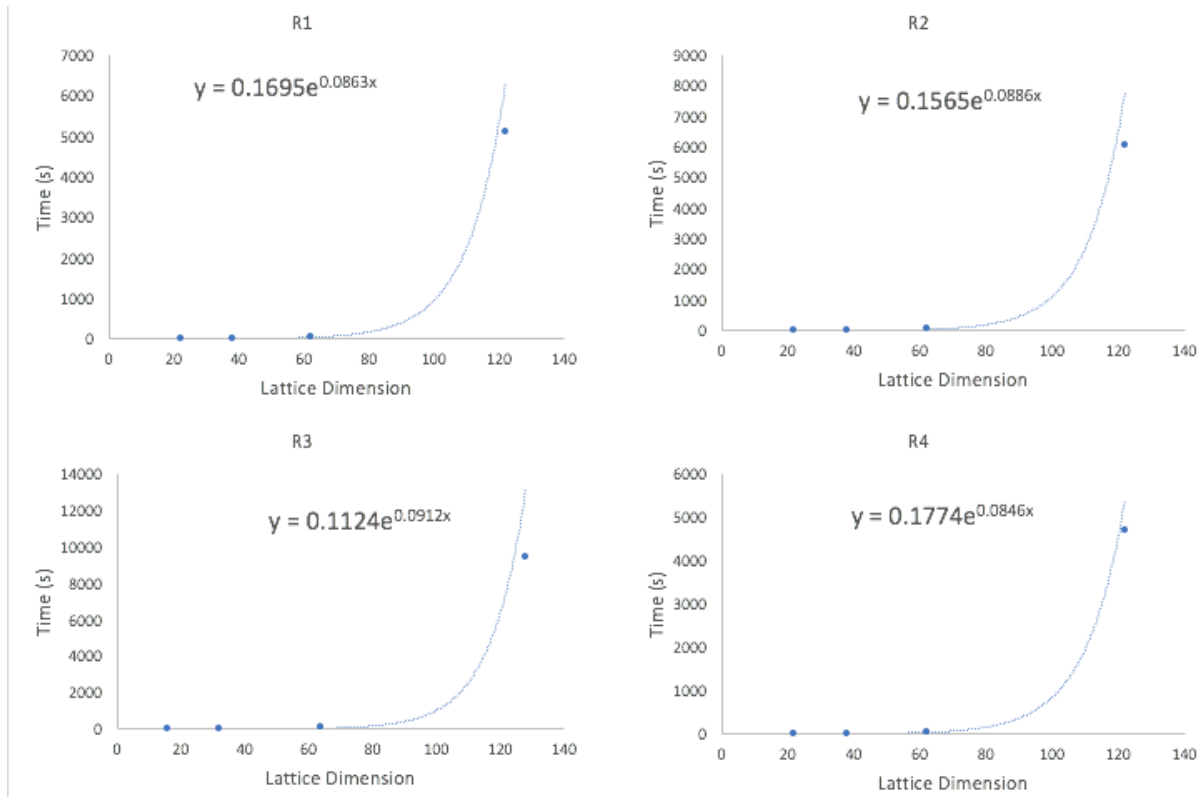 R1
7000
6000
5000
4000
3000
2000
1000
0
y = 0.1695e^0.0863x
Time (s)
0 20 40 60 80 100 120 140
Lattice Dimension
R2
9000
8000
7000
6000
5000
4000
3000
2000
1000
0
y = 0.1565e^0.0886x
Time (s)
0 20 40 60 80 100 120 140
Lattice Dimension
R3
14000
12000
10000
8000
6000
4000
2000
0
y = 0.1124e^0.0912x
Time (s)
0 20 40 60 80 100 120 140
Lattice Dimension
R4
6000
5000
4000
3000
2000
1000
0
y = 0.1774e^0.0846x
Time (s)
0 20 40 60 80 100 120 140
Lattice Dimension